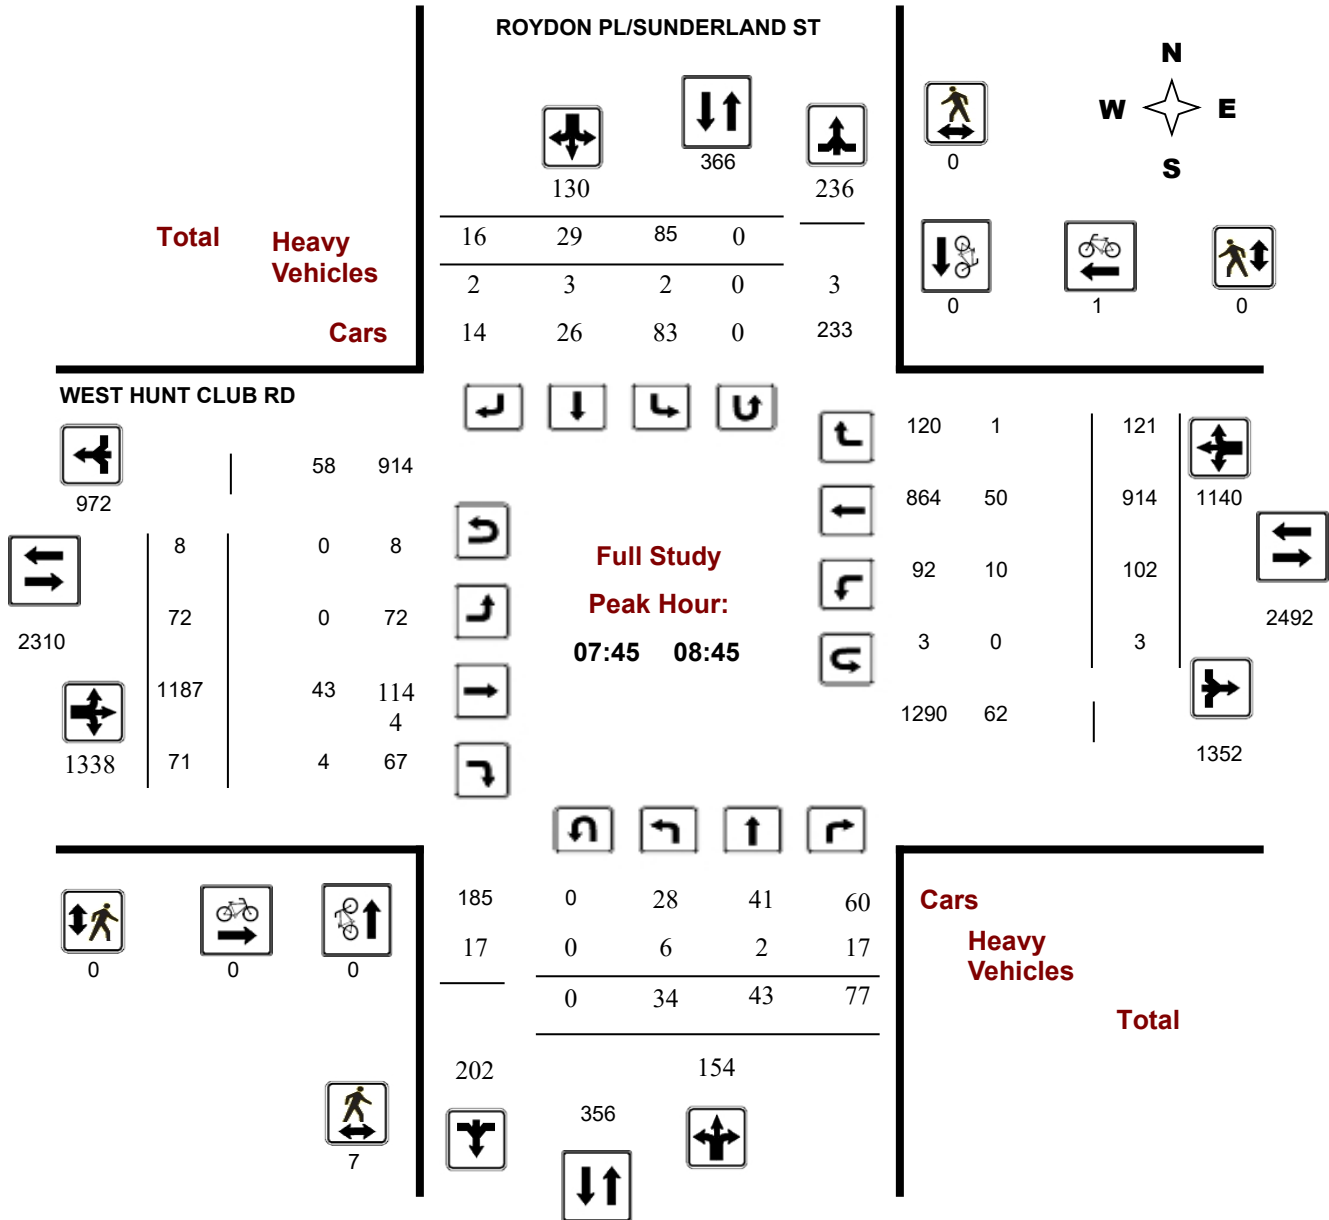 ROYDON PL/SUNDERLAND ST
N
W E
S
366
0
130
236
Total
Heavy
Vehicles
16 29 85 0
2 3 2 0 3
0 1 0
Cars
14 26 83 0 233
WEST HUNT CLUB RD
120 1 121
58 914
972
864 50 914 1140
8 0 8
Full Study
92 10 102
72 0 72
Peak Hour:
2310
07:45 08:45
3 0 3
2492
1187 43 114
4
1290 62
1338 71 4 67
1352
185 0 28 41 60
Cars
17 0 6 2 17
Heavy
Vehicles
0 0 0
0 34 43 77
Total
202 154
356
7